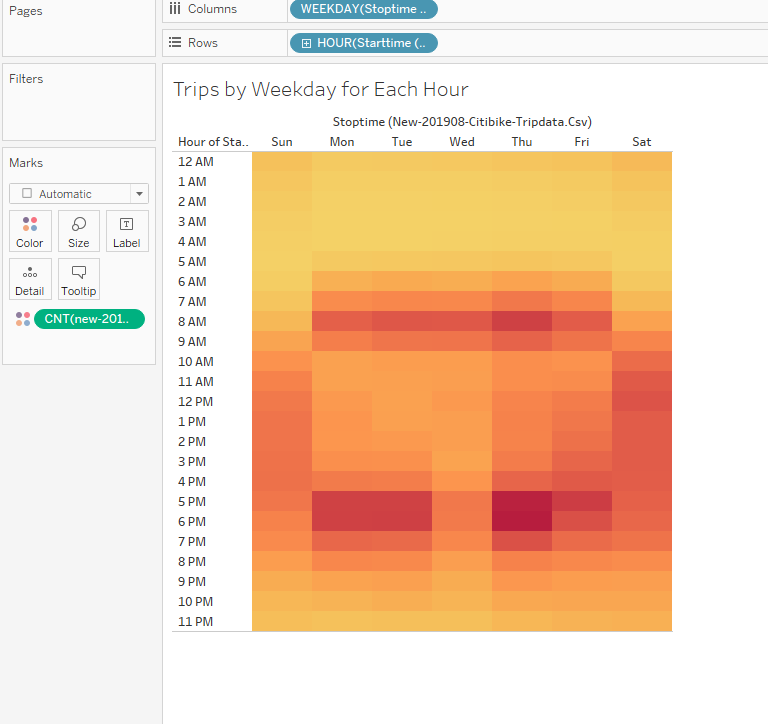 Pages
Columns
WEEKDAY(Stoptime ..
Rows
HOUR(Starttime (..
Filters
Trips by Weekday for Each Hour
Stoptime (New-201908-Citibike-Tripdata.Csv)
Hour of Sta.. Sun Mon Tue Wed Thu Fri Sat
Marks
Automatic
Color Size Label
T
Detail Tooltip
CNT(new-201..
12 AM
1 AM
2 AM
3 AM
4 AM
5 AM
6 AM
7 AM
8 AM
9 AM
10 AM
11 AM
12 PM
1 PM
2 PM
3 PM
4 PM
5 PM
6 PM
7 PM
8 PM
9 PM
10 PM
11 PM